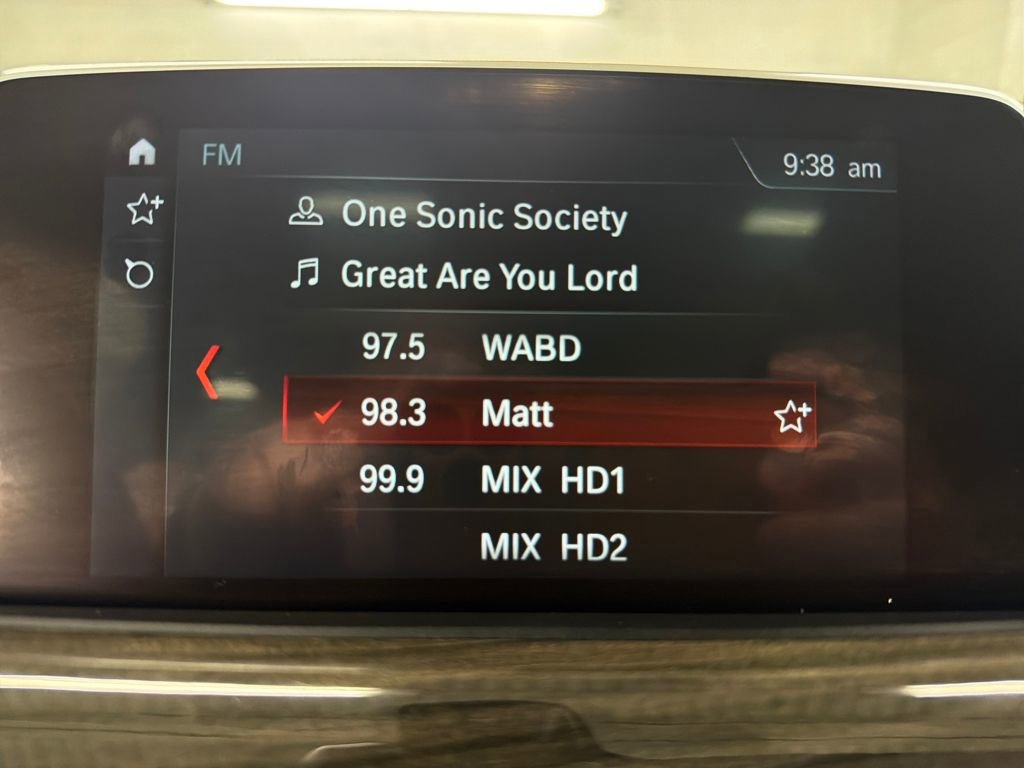 FM
9:38 am
One Sonic Society
Great Are You Lord
97.5 WABD
98.3 Matt
99.9 MIX HD1
MIX HD2